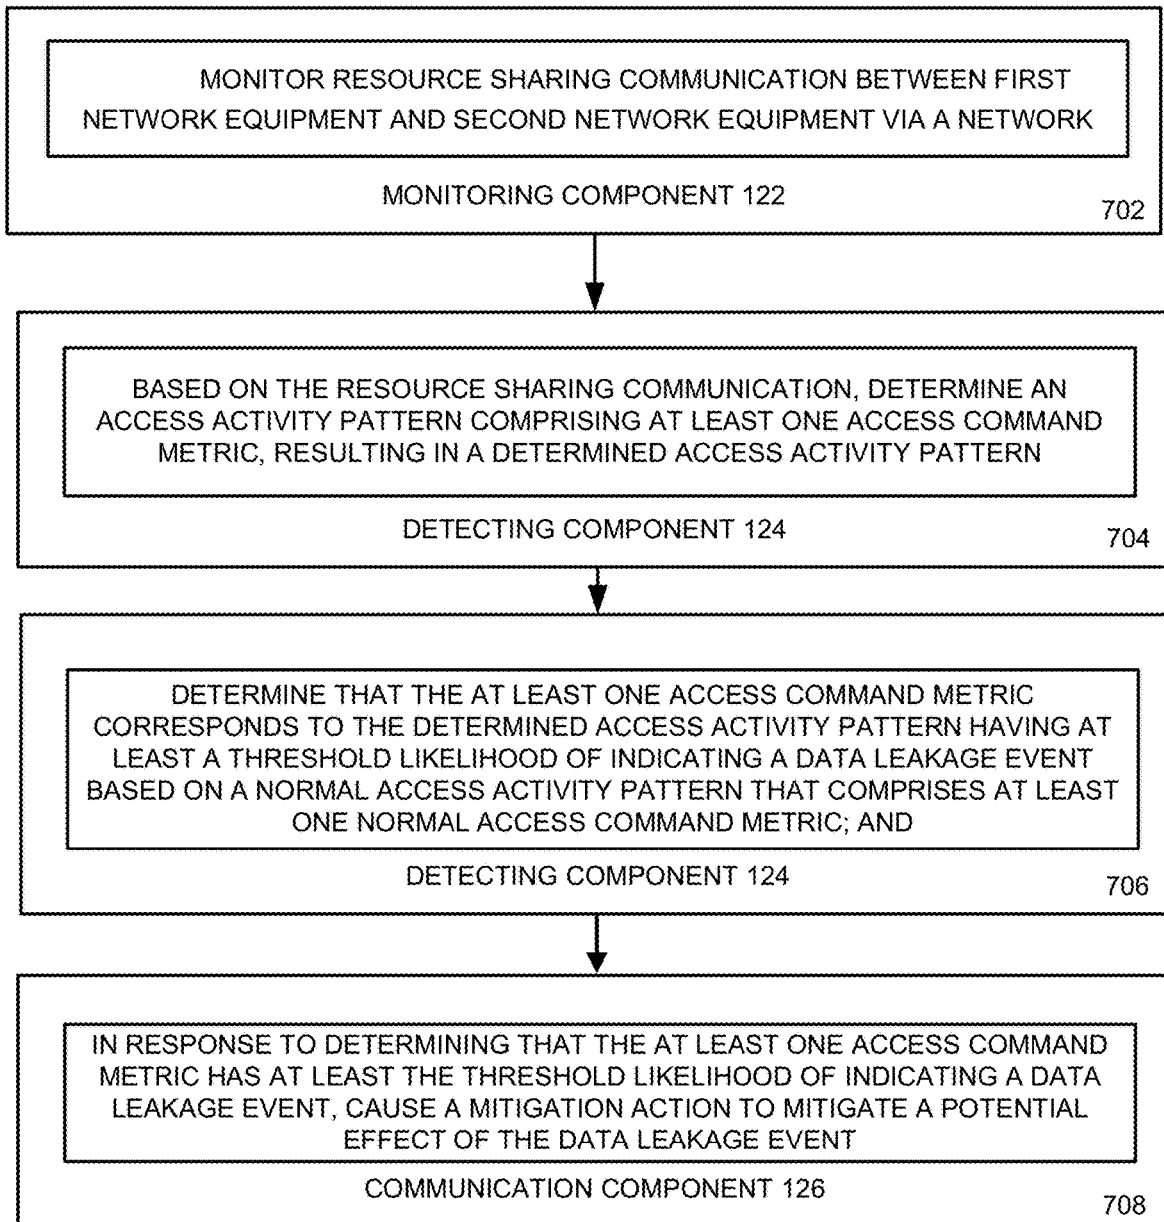 MONITOR RESOURCE SHARING COMMUNICATION BETWEEN FIRST
NETWORK EQUIPMENT AND SECOND NETWORK EQUIPMENT VIA A NETWORK
MONITORING COMPONENT 122
702
BASED ON THE RESOURCE SHARING COMMUNICATION, DETERMINE AN
ACCESS ACTIVITY PATTERN COMPRISING AT LEAST ONE ACCESS COMMAND
METRIC, RESULTING IN A DETERMINED ACCESS ACTIVITY PATTERN
DETECTING COMPONENT 124
704
DETERMINE THAT THE AT LEAST ONE ACCESS COMMAND METRIC
CORRESPONDS TO THE DETERMINED ACCESS ACTIVITY PATTERN HAVING AT
LEAST A THRESHOLD LIKELIHOOD OF INDICATING A DATA LEAKAGE EVENT
BASED ON A NORMAL ACCESS ACTIVITY PATTERN THAT COMPRISES AT LEAST
ONE NORMAL ACCESS COMMAND METRIC; AND
DETECTING COMPONENT 124
706
IN RESPONSE TO DETERMINING THAT THE AT LEAST ONE ACCESS COMMAND
METRIC HAS AT LEAST THE THRESHOLD LIKELIHOOD OF INDICATING A DATA
LEAKAGE EVENT, CAUSE A MITIGATION ACTION TO MITIGATE A POTENTIAL
EFFECT OF THE DATA LEAKAGE EVENT
COMMUNICATION COMPONENT 126
708